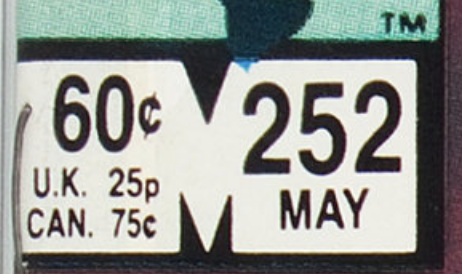 TM
60¢ 252
U.K. 25p
CAN. 75¢
MAY